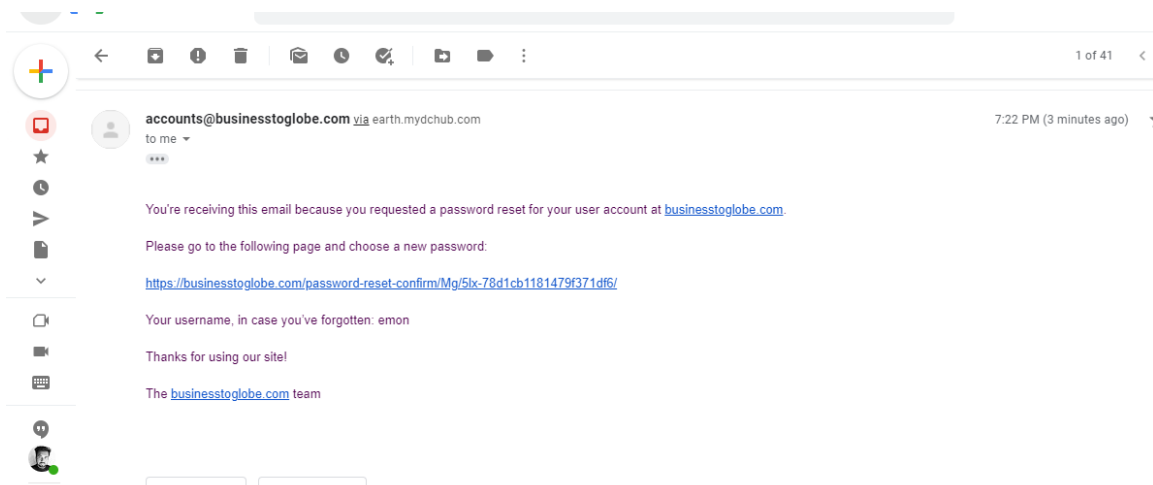 1 of 41
accounts@businesstoglobe.com via earth.mydchub.com
7:22 PM (3 minutes ago)
to me
You're receiving this email because you requested a password reset for your user account at businesstoglobe.com.
Please go to the following page and choose a new password:
https://businesstoglobe.com/password-reset-confirm/Mg/5lx-78d1cb1181479f371df6/
Your username, in case you've forgotten: emon
Thanks for using our site!
The businesstoglobe.com team